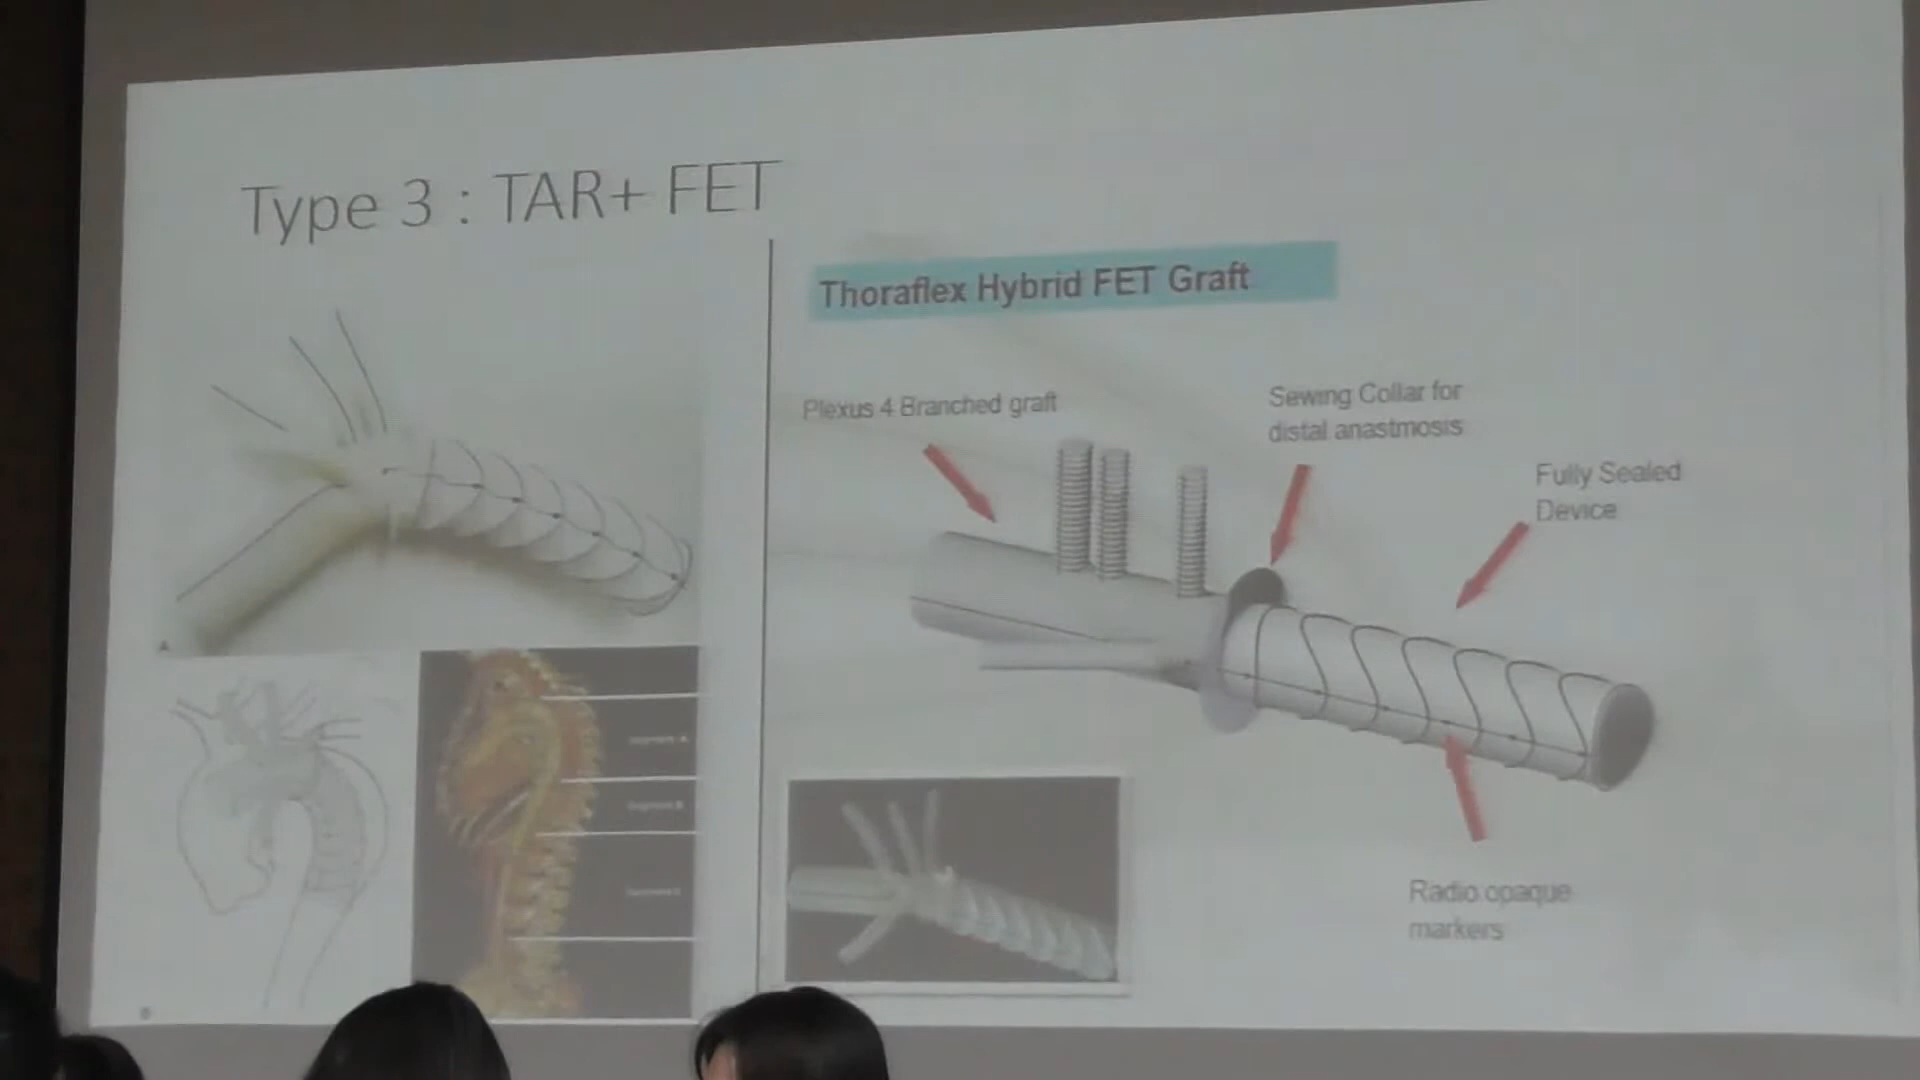 Type 3 : TAR+ FET
Thoraflex Hybrid FET Graft
Plexus 4 Branched graft
Sewing Collar for
distal anastmosis
Fully Sealed
Device
Radio opaque
markers
A
B